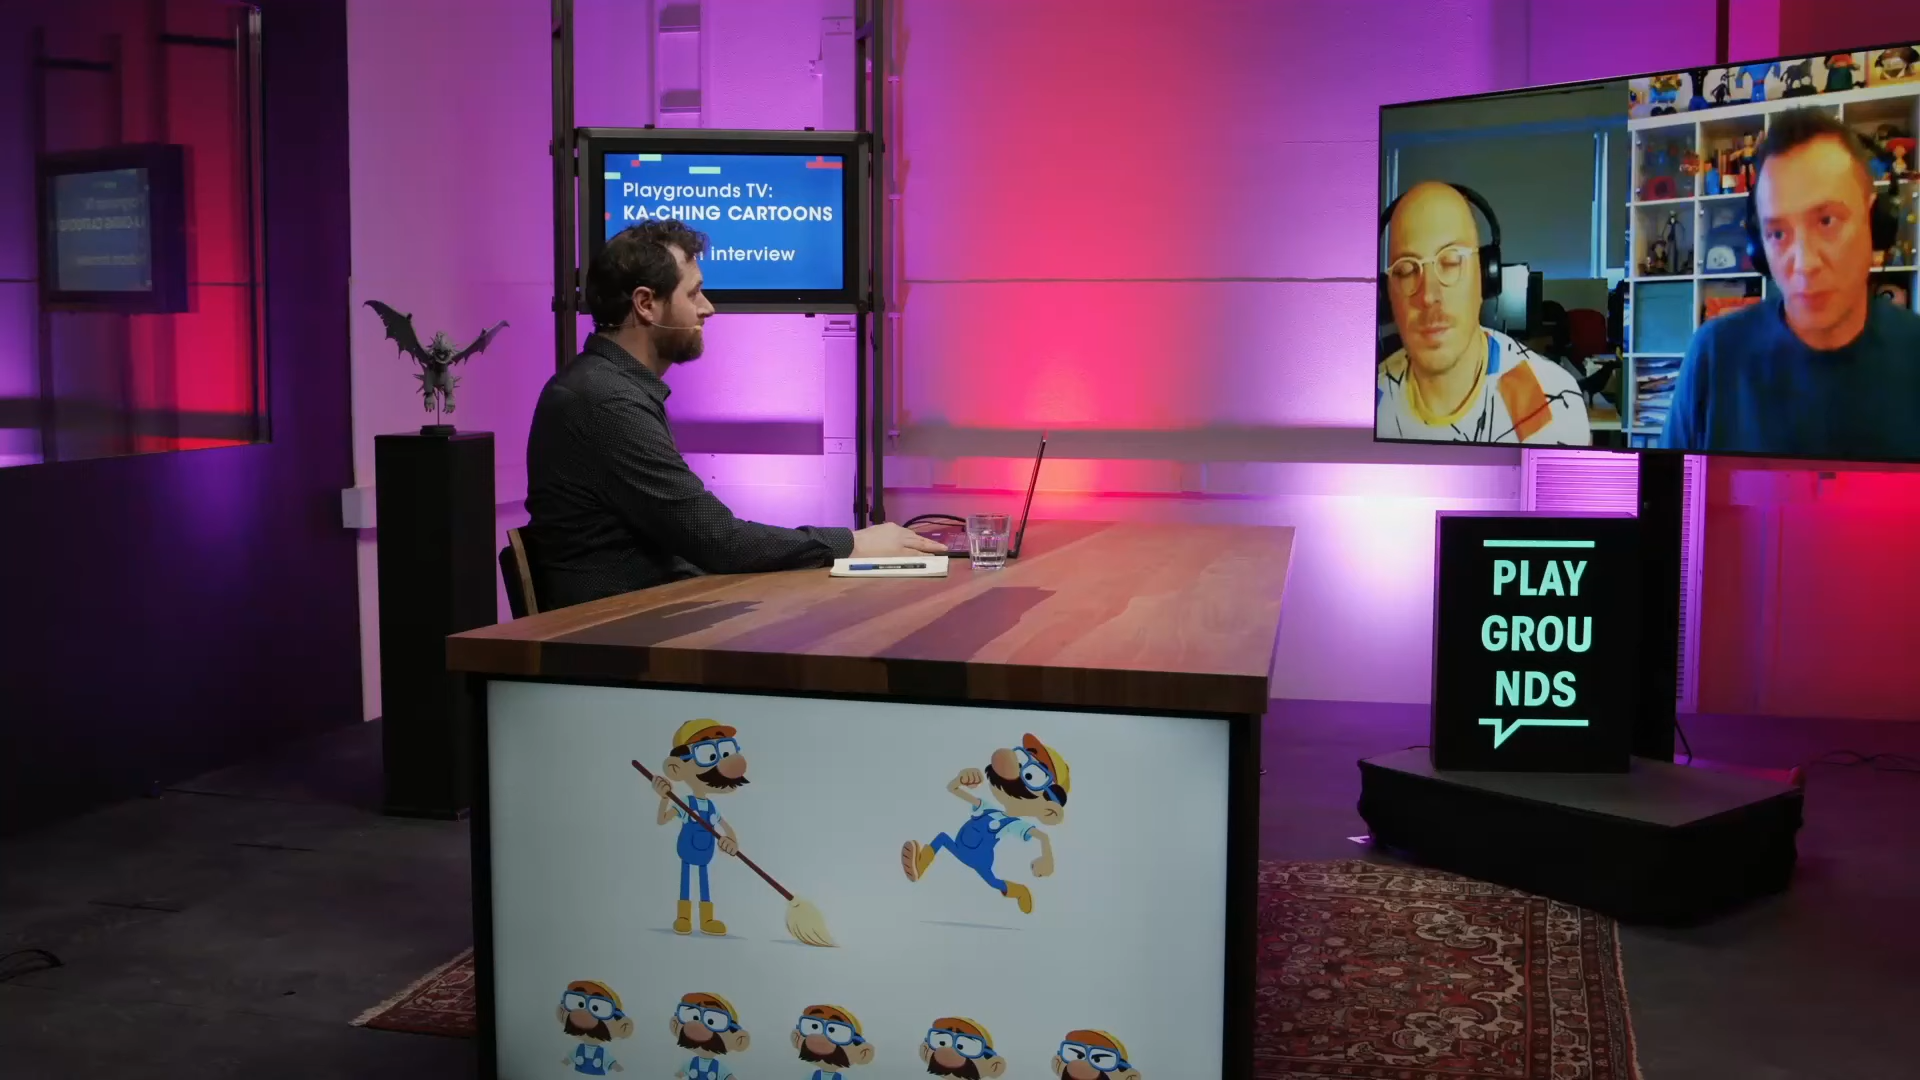 Playgrounds TV:
KA-CHING CARTOONS
interview
PLAY
GROU
NDS